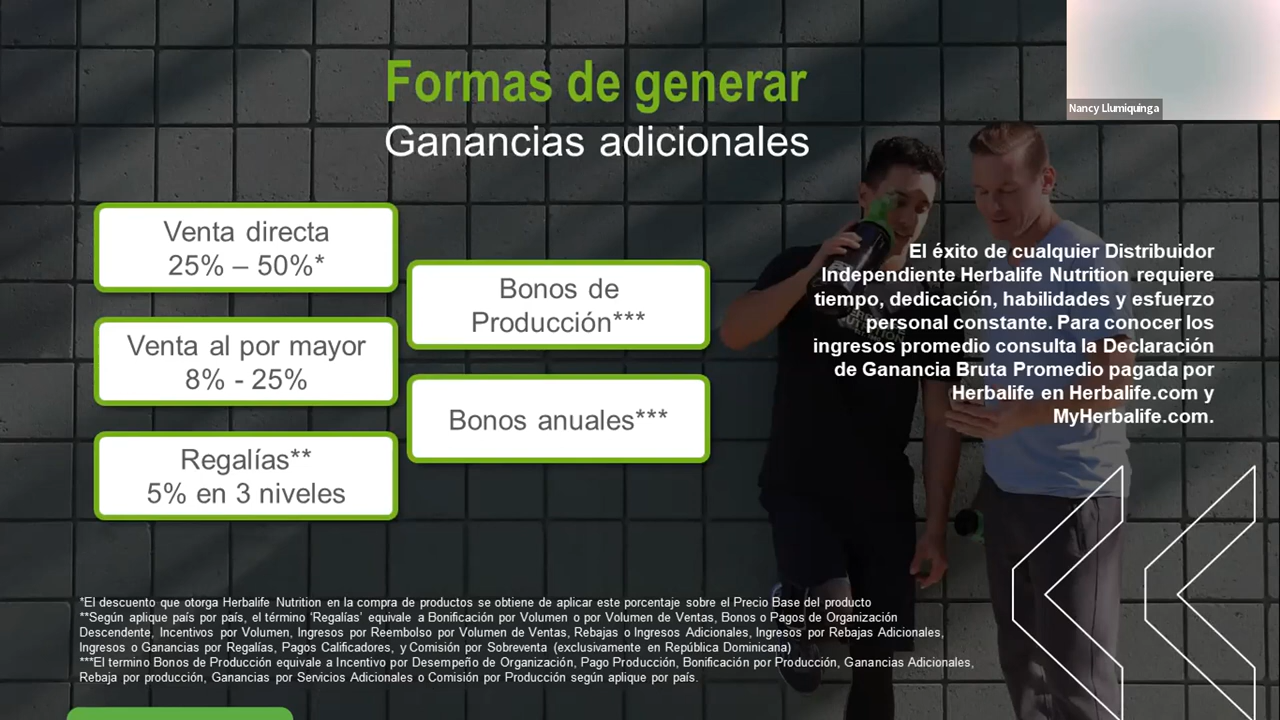 Nancy Llumiquinga
Formas de generar
Ganancias adicionales
Venta directa
25% – 50%*
Venta al por mayor
8% - 25%
Regalías**
5% en 3 niveles
Bonos de
Producción***
Bonos anuales***
El éxito de cualquier Distribuidor
Independiente Herbalife Nutrition requiere
tiempo, dedicación, habilidades y esfuerzo
personal constante. Para conocer los
ingresos promedio consulta la Declaración
de Ganancia Bruta Promedio pagada por
Herbalife en Herbalife.com y
MyHerbalife.com.
*El descuento que otorga Herbalife Nutrition en la compra de productos se obtiene de aplicar este porcentaje sobre el Precio Base del producto
**Según aplique país por país, el término ‘Regalías’ equivale a Bonificación por Volumen o por Volumen de Ventas, Bonos o Pagos de Organización
Descendente, Incentivos por Volumen, Ingresos por Reembolso por Volumen de Ventas, Rebajas o Ingresos Adicionales, Ingresos por Rebajas Adicionales,
Ingresos o Ganancias por Regalías, Pagos Calificadores, y Comisión por Sobreventa (exclusivamente en República Dominicana)
***El termino Bonos de Producción equivale a Incentivo por Desempeño de Organización, Pago Producción, Bonificación por Producción, Ganancias Adicionales,
Rebaja por producción, Ganancias por Servicios Adicionales o Comisión por Producción según aplique por país.